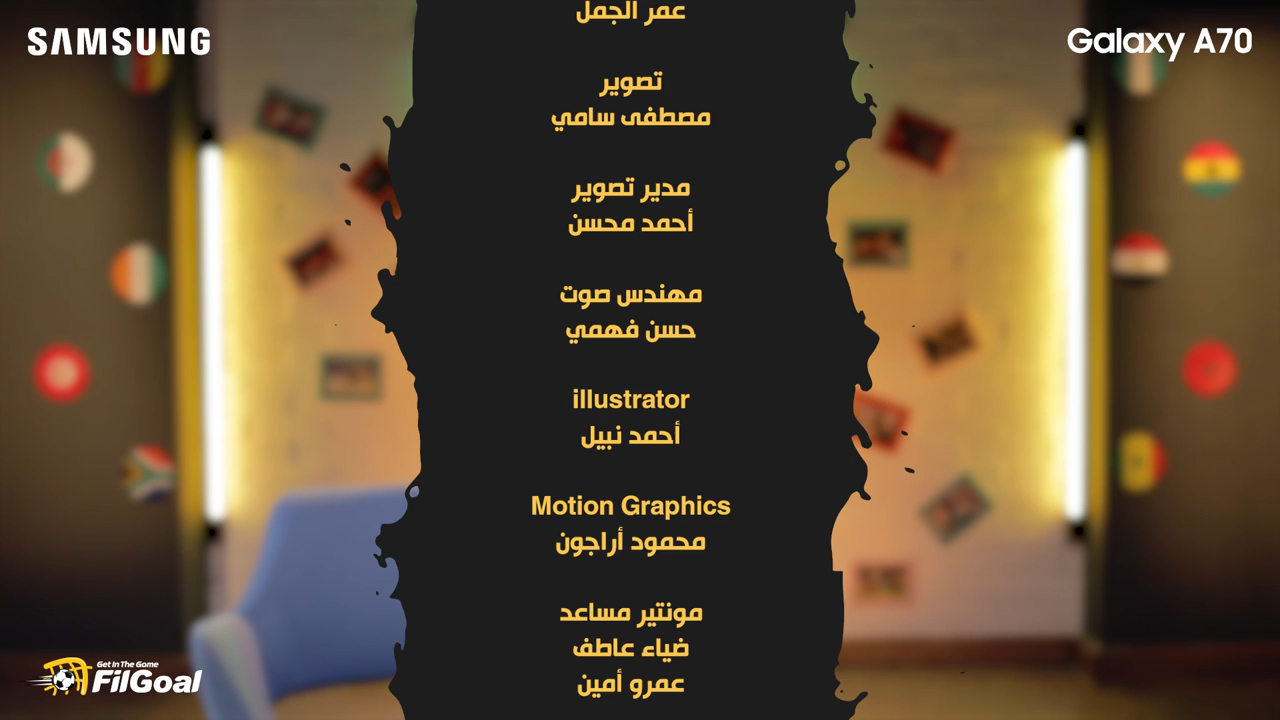 SAMSUNG
Galaxy A70
عمر الجمل
تصوير
مصطفى سامي
مدير تصوير
أحمد محسن
مهندس صوت
حسن فهمي
illustrator
أحمد نبيل
Motion Graphics
محمود أراجون
مونتير مساعد
ضياء عاطف
عمرو أمين
Get In The Game
FilGoal